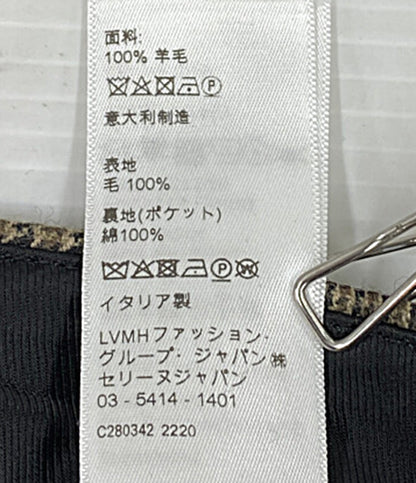 面料:
100% 羊毛
P
意大利制造
表地
毛 100%
裏地(ポケット)
綿100%
P W
イタリア製
LVMHファッション・
グループ: ジャパン㈱
セリーヌジャパン
03 - 5414 - 1401
C280342 2220